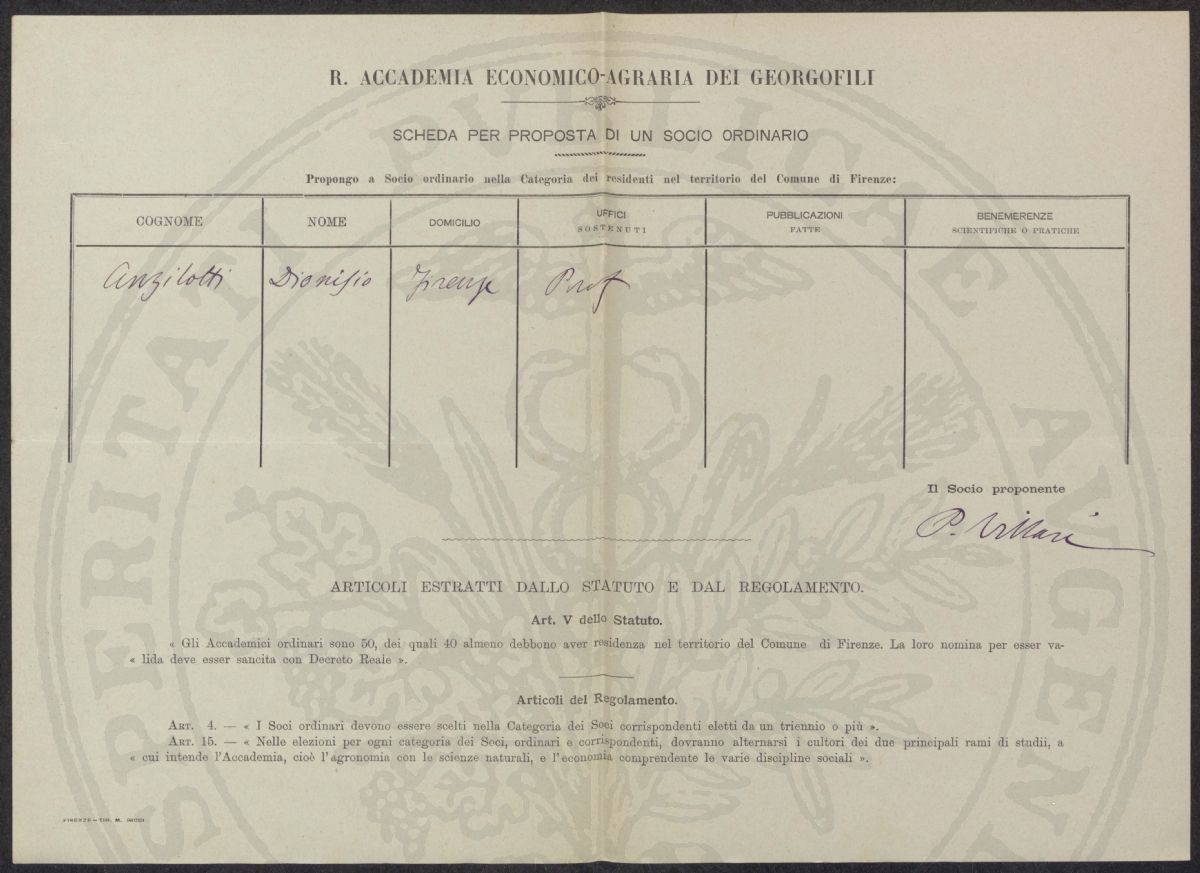 R. ACCADEMIA ECONOMICO-AGRARIA DEI GEORGOFILI
SCHEDA PER PROPOSTA DI UN SOCIO ORDINARIO
Propongo a Socio ordinario nella Categoria dei residenti nel territorio del Comune di Firenze:
COGNOME NOME DOMICILIO UFFICI SOSTENUTI PUBBLICAZIONI FATTE BENEMERENZE SCIENTIFICHE O PRATICHE
Anzilotti Dionisio Firenze Prof
Il Socio proponente
P. Villari
ARTICOLI ESTRATTI DALLO STATUTO E DAL REGOLAMENTO.
Art. V dello Statuto.
« Gli Accademici ordinari sono 50, dei quali 40 almeno debbono aver residenza nel territorio del Comune di Firenze. La loro nomina per esser va-
« lida deve esser sancita con Decreto Reale ».
Articoli del Regolamento.
ART. 4. — « I Soci ordinari devono essere scelti nella Categoria dei Soci corrispondenti eletti da un triennio o più ».
ART. 15. — « Nelle elezioni per ogni categoria dei Soci, ordinari e corrispondenti, dovranno alternarsi i cultori dei due principali rami di studii, a
« cui intende l'Accademia, cioè l'agronomia con le scienze naturali, e l'economia comprendente le varie discipline sociali ».
FIRENZE — TIP. M. RICCI
PROSPERITATI PUBLICAE AVGENDAE